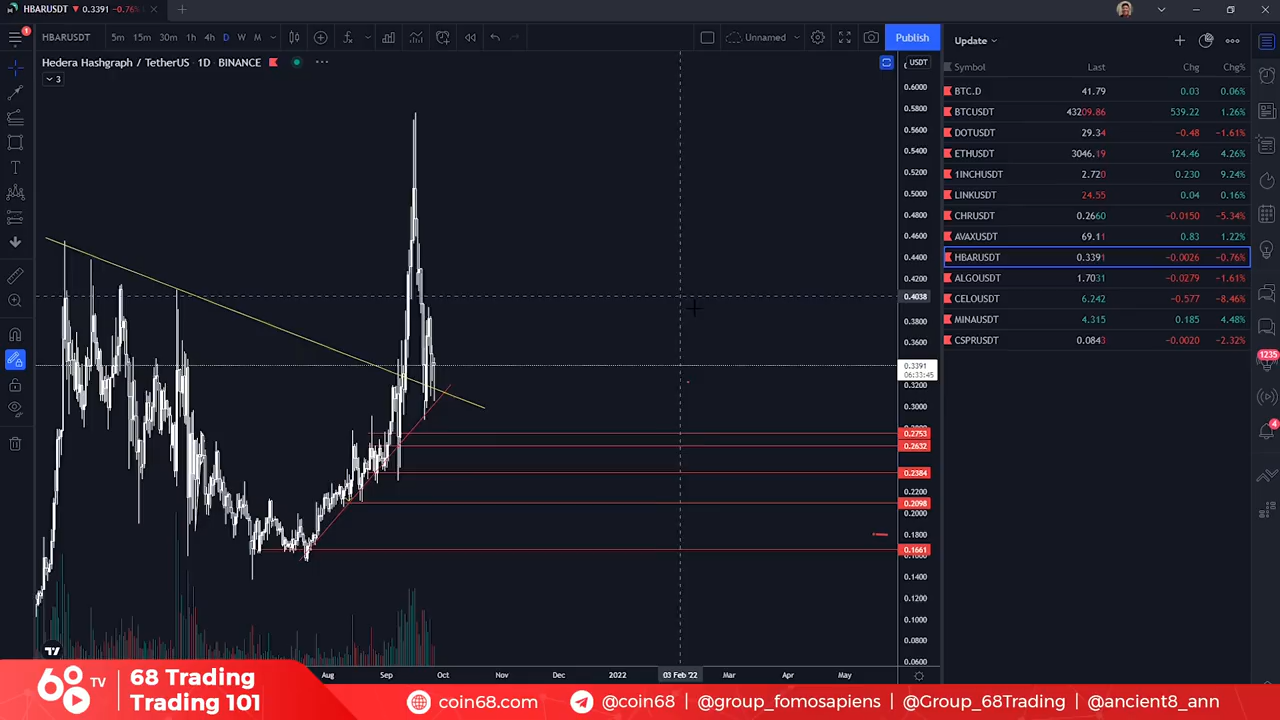 HBARUSDT ▼ 0.3391 −0.76%
1
HBARUSDT 5m 15m 30m 1h 4h D W M Unnamed Publish
Hedera Hashgraph / TetherUS · 1D · BINANCE
3
USDT
0.6000
0.5800
0.5600
0.5400
0.5200
0.5000
0.4800
0.4600
0.4400
0.4200
0.4038
0.3800
0.3600
0.3391
06:33:45
0.3200
0.3000
0.2753
0.2632
0.2384
0.2200
0.2098
0.2000
0.1800
0.1661
0.1400
0.1200
0.1000
0.0800
0.0600
Aug Sep Oct Nov Dec 2022 03 Feb '22 Mar Apr May
Update
Symbol Last Chg Chg%
BTC.D 41.79 0.03 0.06%
BTCUSDT 43209.86 539.22 1.26%
DOTUSDT 29.34 −0.48 −1.61%
ETHUSDT 3046.19 124.46 4.26%
1INCHUSDT 2.720 0.230 9.24%
LINKUSDT 24.55 0.04 0.16%
CHRUSDT 0.2660 −0.0150 −5.34%
AVAXUSDT 69.11 0.83 1.22%
HBARUSDT 0.3391 −0.0026 −0.76%
ALGOUSDT 1.7031 −0.0279 −1.61%
CELOUSDT 6.242 −0.577 −8.46%
MINAUSDT 4.315 0.185 4.48%
CSPRUSDT 0.0843 −0.0020 −2.32%
1235
4
68 TV
68 Trading
Trading 101
coin68.com @coin68 | @group_fomosapiens | @Group_68Trading | @ancient8_ann